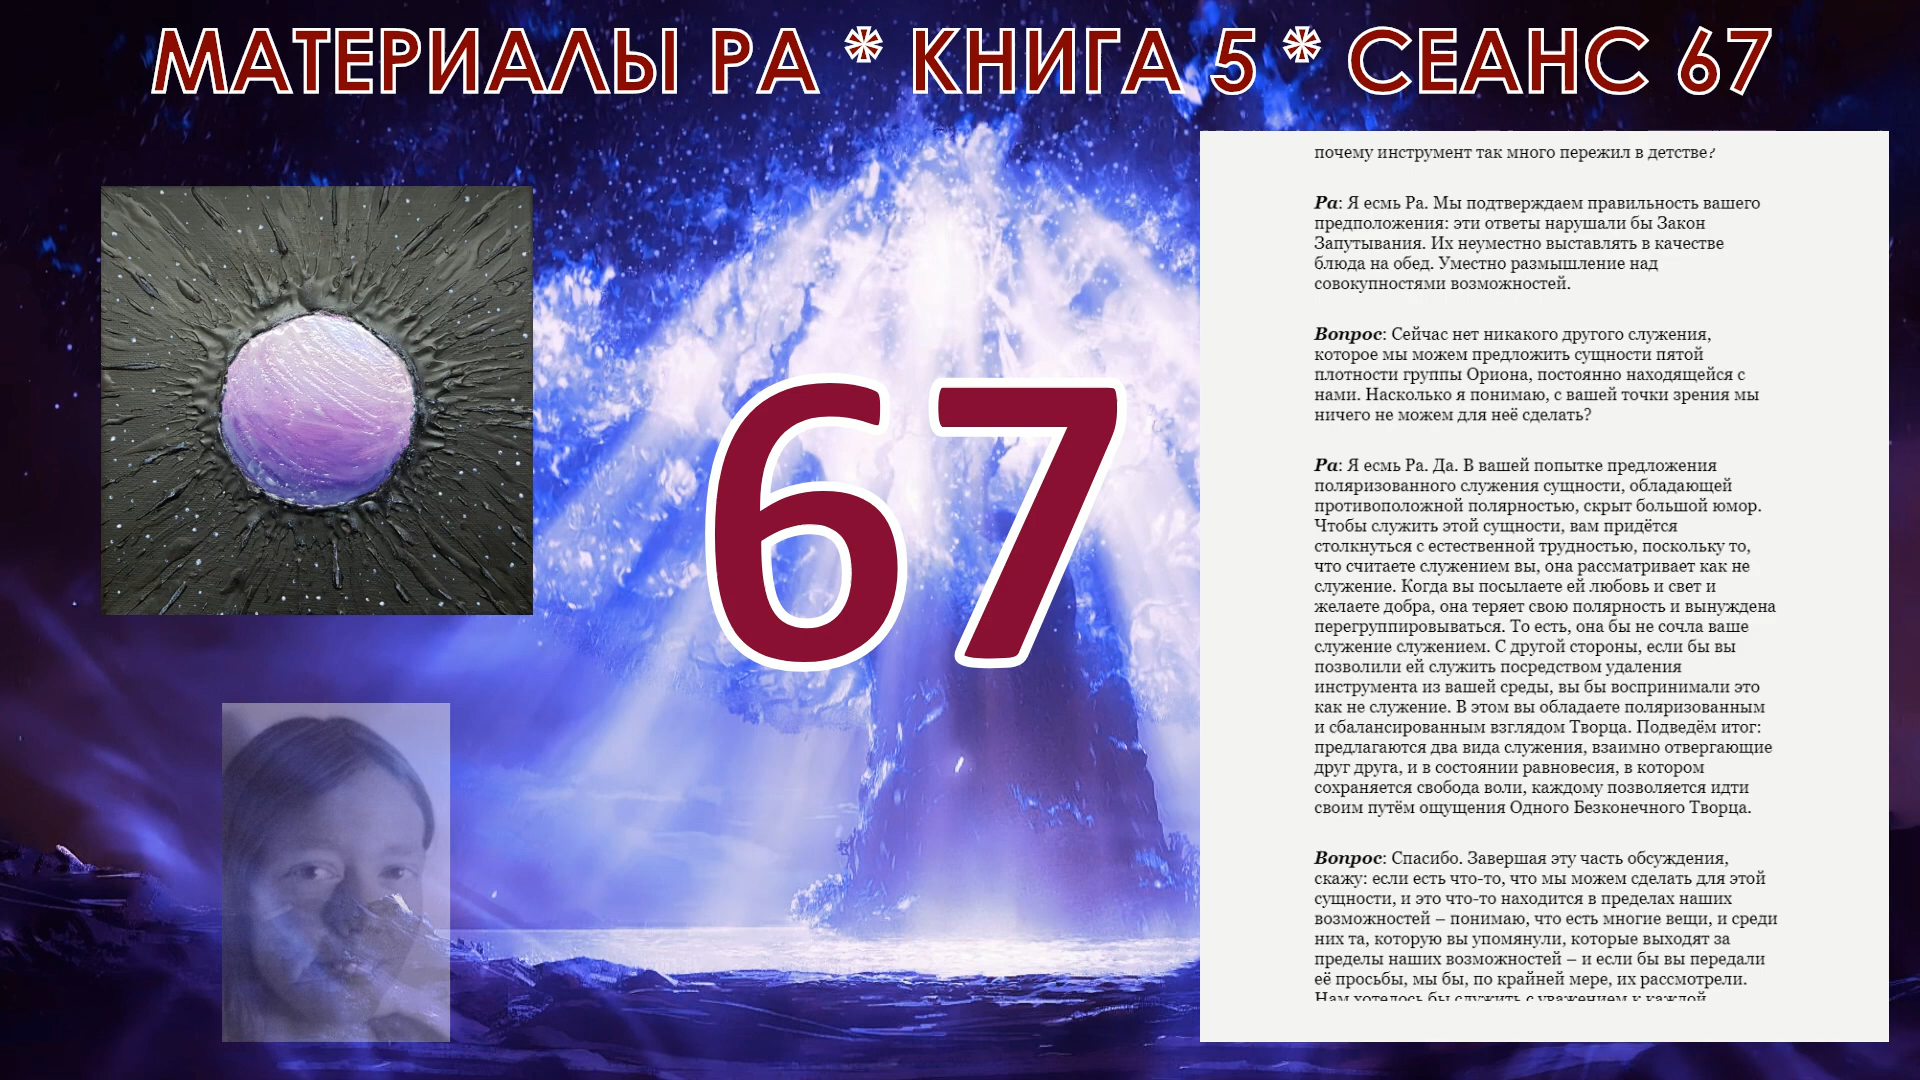 МАТЕРИАЛЫ РА * КНИГА 5 * СЕАНС 67
67
почему инструмент так много пережил в детстве?
Ра: Я есмь Ра. Мы подтверждаем правильность вашего
предположения: эти ответы нарушали бы Закон
Запутывания. Их неуместно выставлять в качестве
блюда на обед. Уместно размышление над
совокупностями возможностей.
Вопрос: Сейчас нет никакого другого служения,
которое мы можем предложить сущности пятой
плотности группы Ориона, постоянно находящейся с
нами. Насколько я понимаю, с вашей точки зрения мы
ничего не можем для неё сделать?
Ра: Я есмь Ра. Да. В вашей попытке предложения
поляризованного служения сущности, обладающей
противоположной полярностью, скрыт большой юмор.
Чтобы служить этой сущности, вам придётся
столкнуться с естественной трудностью, поскольку то,
что считаете служением вы, она рассматривает как не
служение. Когда вы посылаете ей любовь и свет и
желаете добра, она теряет свою полярность и вынуждена
перегруппировываться. То есть, она бы не сочла ваше
служение служением. С другой стороны, если бы вы
позволили ей служить посредством удаления
инструмента из вашей среды, вы бы воспринимали это
как не служение. В этом вы обладаете поляризованным
и сбалансированным взглядом Творца. Подведём итог:
предлагаются два вида служения, взаимно отвергающие
друг друга, и в состоянии равновесия, в котором
сохраняется свобода воли, каждому позволяется идти
своим путём ощущения Одного Безконечного Творца.
Вопрос: Спасибо. Завершая эту часть обсуждения,
скажу: если есть что-то, что мы можем сделать для этой
сущности, и это что-то находится в пределах наших
возможностей – понимаю, что есть многие вещи, и среди
них та, которую вы упомянули, которые выходят за
пределы наших возможностей – и если бы вы передали
её просьбы, мы бы, по крайней мере, их рассмотрели.
Нам хотелось бы служить с уважением к каждой